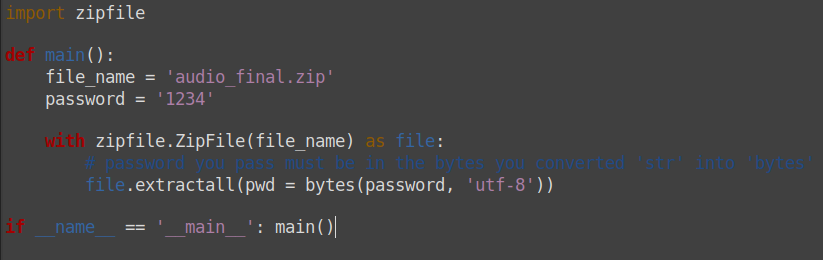 import zipfile
def main():
    file_name = 'audio_final.zip'
    password = '1234'
    with zipfile.ZipFile(file_name) as file:
        # password you pass must be in the bytes you converted 'str' into 'bytes'
        file.extractall(pwd = bytes(password, 'utf-8'))
if __name__ == '__main__': main()